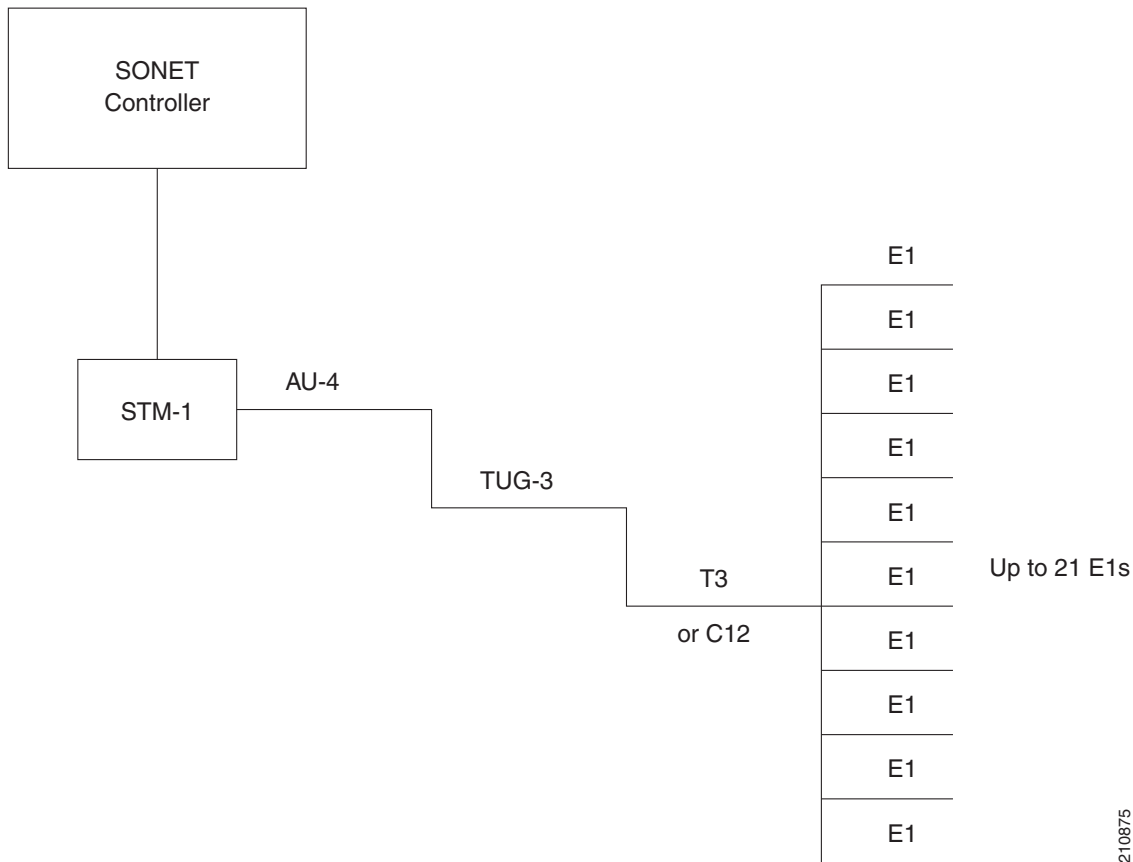 SONET
Controller
STM-1
AU-4
TUG-3
T3
or C12
E1
E1
E1
E1
E1
E1
E1
E1
E1
E1
Up to 21 E1s
210875